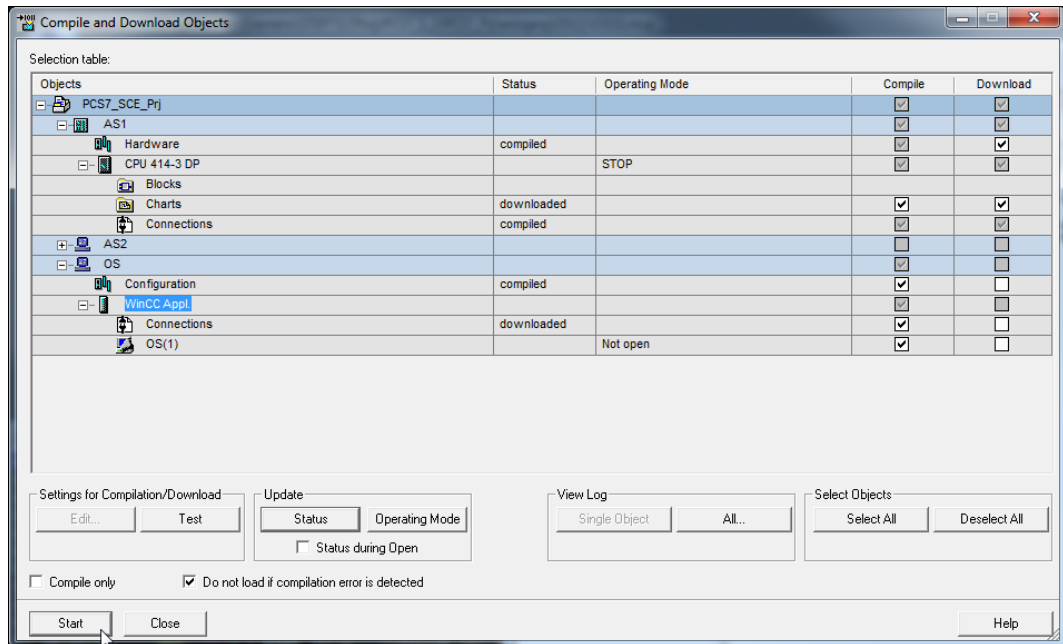 Compile and Download Objects
Selection table:
Objects Status Operating Mode Compile Download
PCS7_SCE_Prj
AS1
Hardware compiled
CPU 414-3 DP STOP
Blocks
Charts downloaded
Connections compiled
AS2
OS
Configuration compiled
WinCC Appl.
Connections downloaded
OS(1) Not open
Settings for Compilation/Download Update View Log Select Objects
Edit... Test Status Operating Mode Single Object All... Select All Deselect All
Status during Open
Compile only Do not load if compilation error is detected
Start Close Help